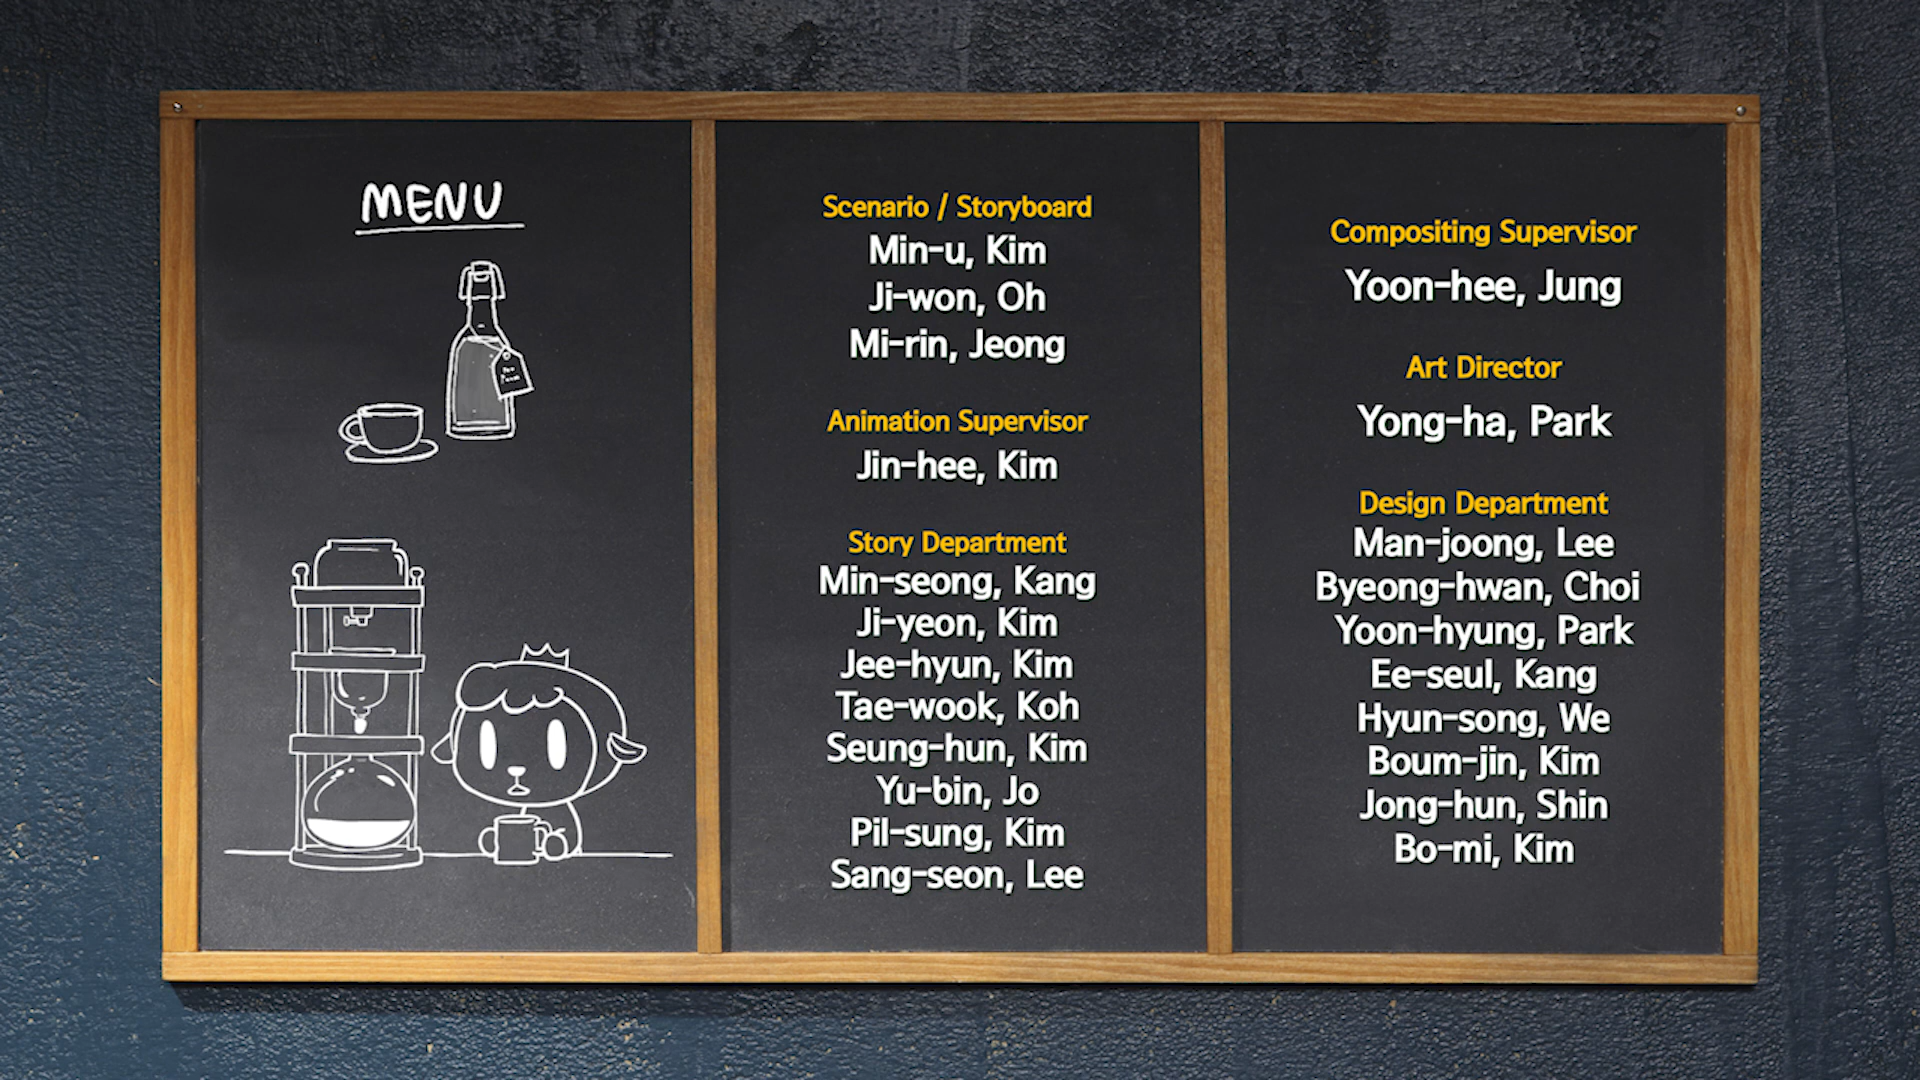 MENU
Scenario / Storyboard
Min-u, Kim
Ji-won, Oh
Mi-rin, Jeong
Animation Supervisor
Jin-hee, Kim
Story Department
Min-seong, Kang
Ji-yeon, Kim
Jee-hyun, Kim
Tae-wook, Koh
Seung-hun, Kim
Yu-bin, Jo
Pil-sung, Kim
Sang-seon, Lee
Compositing Supervisor
Yoon-hee, Jung
Art Director
Yong-ha, Park
Design Department
Man-joong, Lee
Byeong-hwan, Choi
Yoon-hyung, Park
Ee-seul, Kang
Hyun-song, We
Boum-jin, Kim
Jong-hun, Shin
Bo-mi, Kim